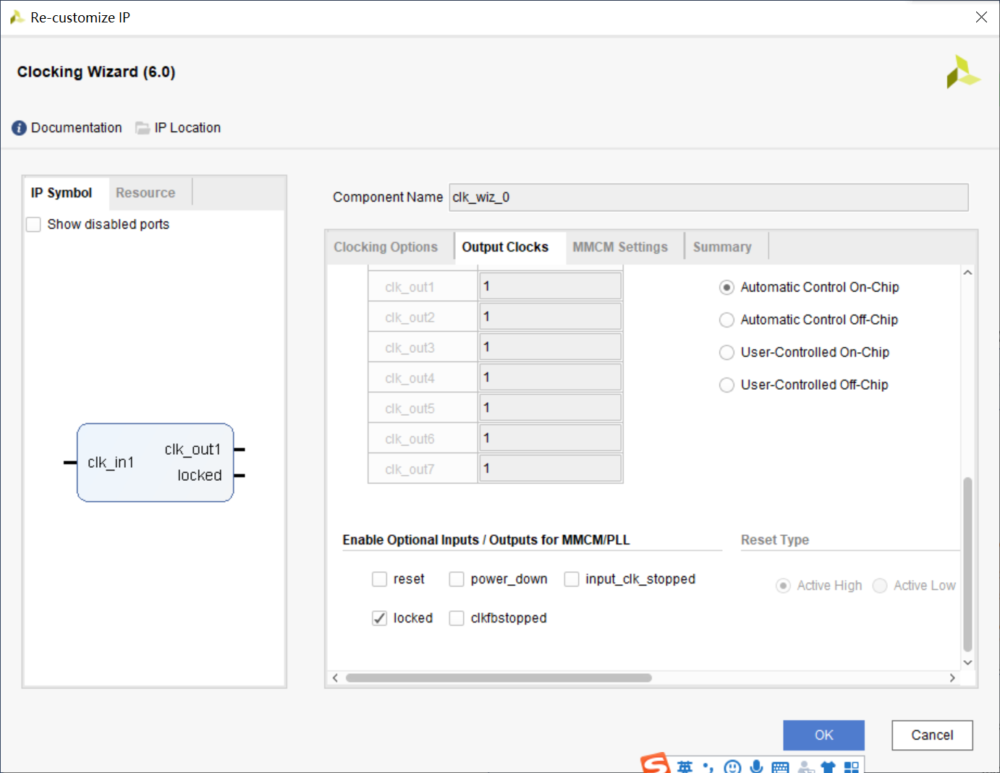 Re-customize IP
Clocking Wizard (6.0)
Documentation IP Location
IP Symbol Resource
Show disabled ports
clk_in1
clk_out1
locked
Component Name clk_wiz_0
Clocking Options Output Clocks MMCM Settings Summary
clk_out1 1
clk_out2 1
clk_out3 1
clk_out4 1
clk_out5 1
clk_out6 1
clk_out7 1
Automatic Control On-Chip
Automatic Control Off-Chip
User-Controlled On-Chip
User-Controlled Off-Chip
Enable Optional Inputs / Outputs for MMCM/PLL
reset power_down input_clk_stopped
locked clkfbstopped
Reset Type
Active High Active Low
OK Cancel
英